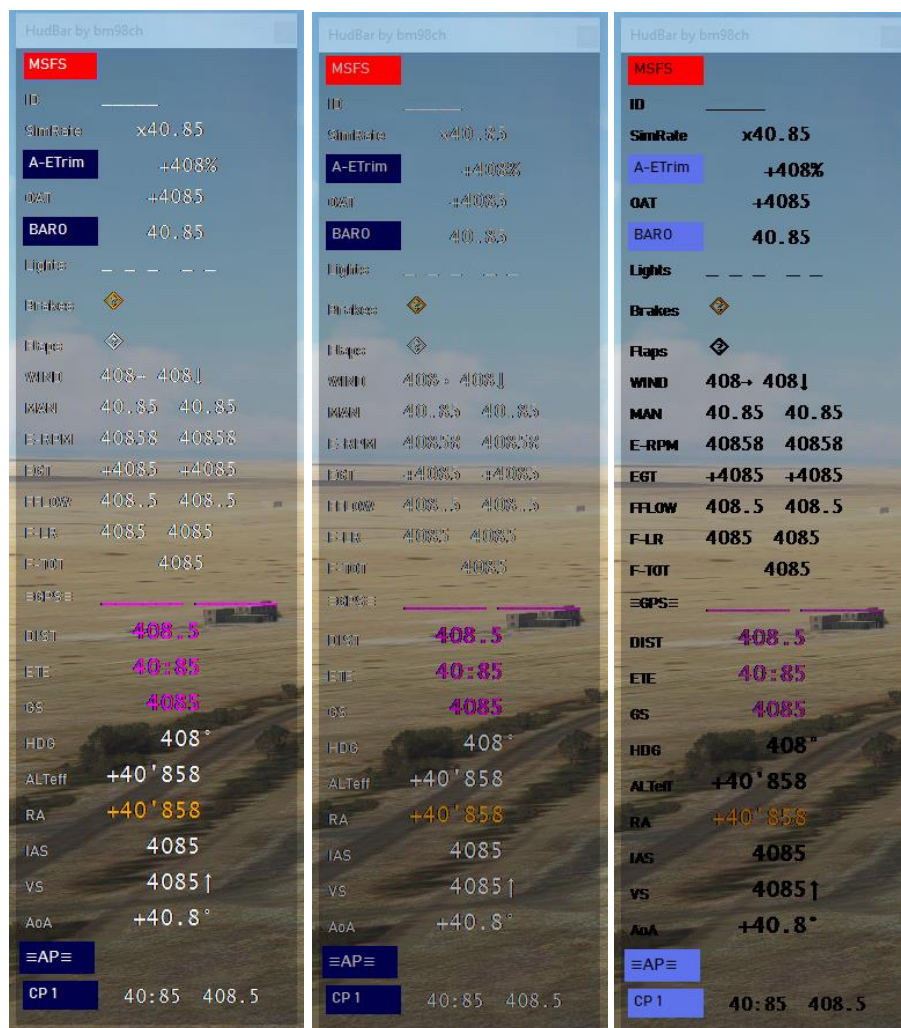 HudBar by bm98ch
MSFS
ID ______
SimRate x40.85
A-ETrim +408%
OAT +4085
BARO 40.85
Lights _ _ _ _ _
Brakes
Flaps
WIND 408→ 408↓
MAN 40.85 40.85
E-RPM 40858 40858
EGT +4085 +4085
FFLOW 408.5 408.5
F-LR 4085 4085
F-TOT 4085
≡GPS≡ ______ ______
DIST 408.5
ETE 40:85
GS 4085
HDG 408°
ALTeff +40'858
RA +40'858
IAS 4085
VS 4085↑
AoA +40.8°
≡AP≡
CP 1 40:85 408.5
HudBar by bm98ch
MSFS
ID ______
SimRate x40.85
A-ETrim +408%
OAT +4085
BARO 40.85
Lights _ _ _ _ _
Brakes
Flaps
WIND 408→ 408↓
MAN 40.85 40.85
E-RPM 40858 40858
EGT +4085 +4085
FFLOW 408.5 408.5
F-LR 4085 4085
F-TOT 4085
≡GPS≡ ______ ______
DIST 408.5
ETE 40:85
GS 4085
HDG 408°
ALTeff +40'858
RA +40'858
IAS 4085
VS 4085↑
AoA +40.8°
≡AP≡
CP 1 40:85 408.5
HudBar by bm98ch
MSFS
ID ______
SimRate x40.85
A-ETrim +408%
OAT +4085
BARO 40.85
Lights _ _ _ _ _
Brakes
Flaps
WIND 408→ 408↓
MAN 40.85 40.85
E-RPM 40858 40858
EGT +4085 +4085
FFLOW 408.5 408.5
F-LR 4085 4085
F-TOT 4085
≡GPS≡ ______ ______
DIST 408.5
ETE 40:85
GS 4085
HDG 408°
ALTeff +40'858
RA +40'858
IAS 4085
VS 4085↑
AoA +40.8°
≡AP≡
CP 1 40:85 408.5